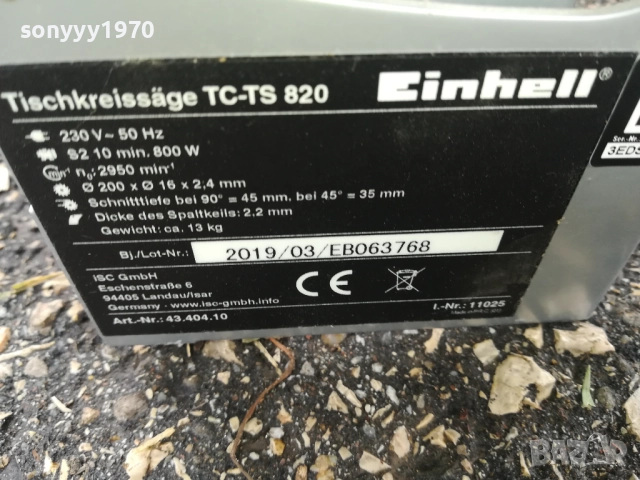 sonyyy1970
Tischkreissäge TC-TS 820
Einhell®
230 V~ 50 Hz
S2 10 min. 800 W
n₀: 2950 min⁻¹
Ø 200 x Ø 16 x 2,4 mm
Schnitttiefe bei 90° = 45 mm, bei 45° = 35 mm
Dicke des Spaltkeils: 2,2 mm
Gewicht: ca. 13 kg
Bj./Lot-Nr.: 2019/03/EB063768
ISC GmbH
Eschenstraße 6
94405 Landau/Isar
Germany · www.isc-gmbh.info
Art.-Nr.: 43.404.10
CE
I.-Nr.: 11025
Ser.-Nr.
3EDS
BAZAR